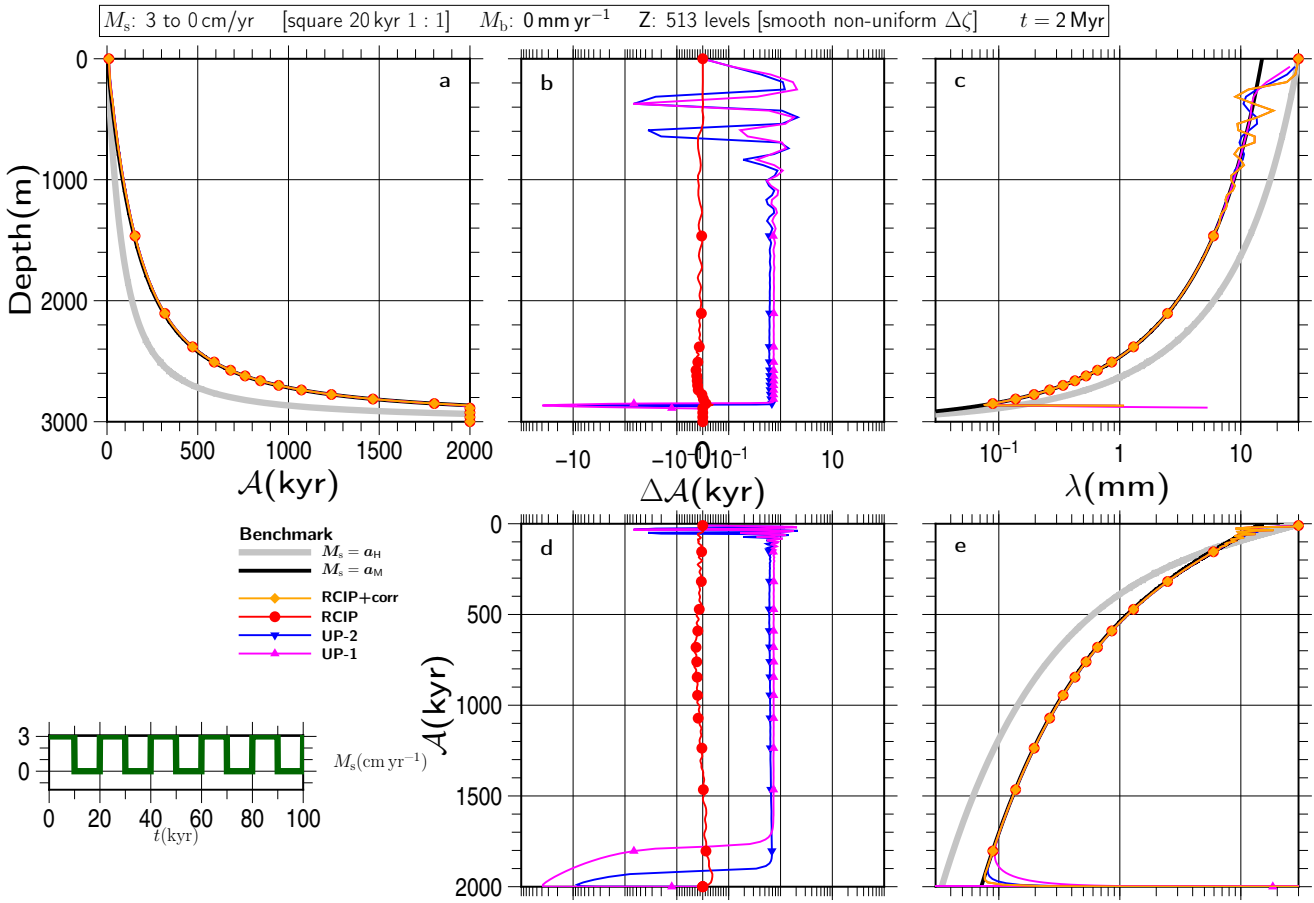 Mₛ: 3 to 0 cm/yr [square 20 kyr 1 : 1] M_b: 0 mm yr⁻¹ Z: 513 levels [smooth non-uniform Δζ] t = 2 Myr
0
1000
2000
3000
Depth(m)
a
b
c
0 500 1000 1500 2000
𝒜(kyr)
−10 −10⁻¹ 0 10⁻¹ 10
Δ𝒜(kyr)
10⁻¹ 1 10
λ(mm)
Benchmark
Mₛ = a_H
Mₛ = a_M
RCIP+corr
RCIP
UP-2
UP-1
3
0
Mₛ(cm yr⁻¹)
0 20 40 60 80 100
t(kyr)
0
500
1000
1500
2000
𝒜(kyr)
d
e